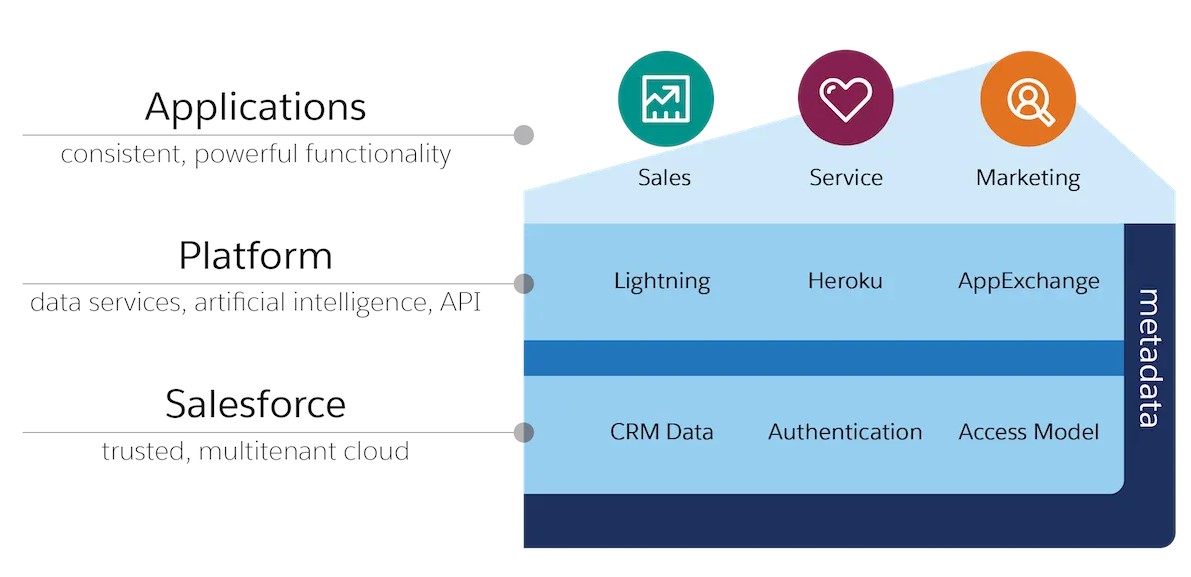 Applications
consistent, powerful functionality
Sales
Service
Marketing
Platform
data services, artificial intelligence, API
Lightning
Heroku
AppExchange
Salesforce
trusted, multitenant cloud
CRM Data
Authentication
Access Model
metadata